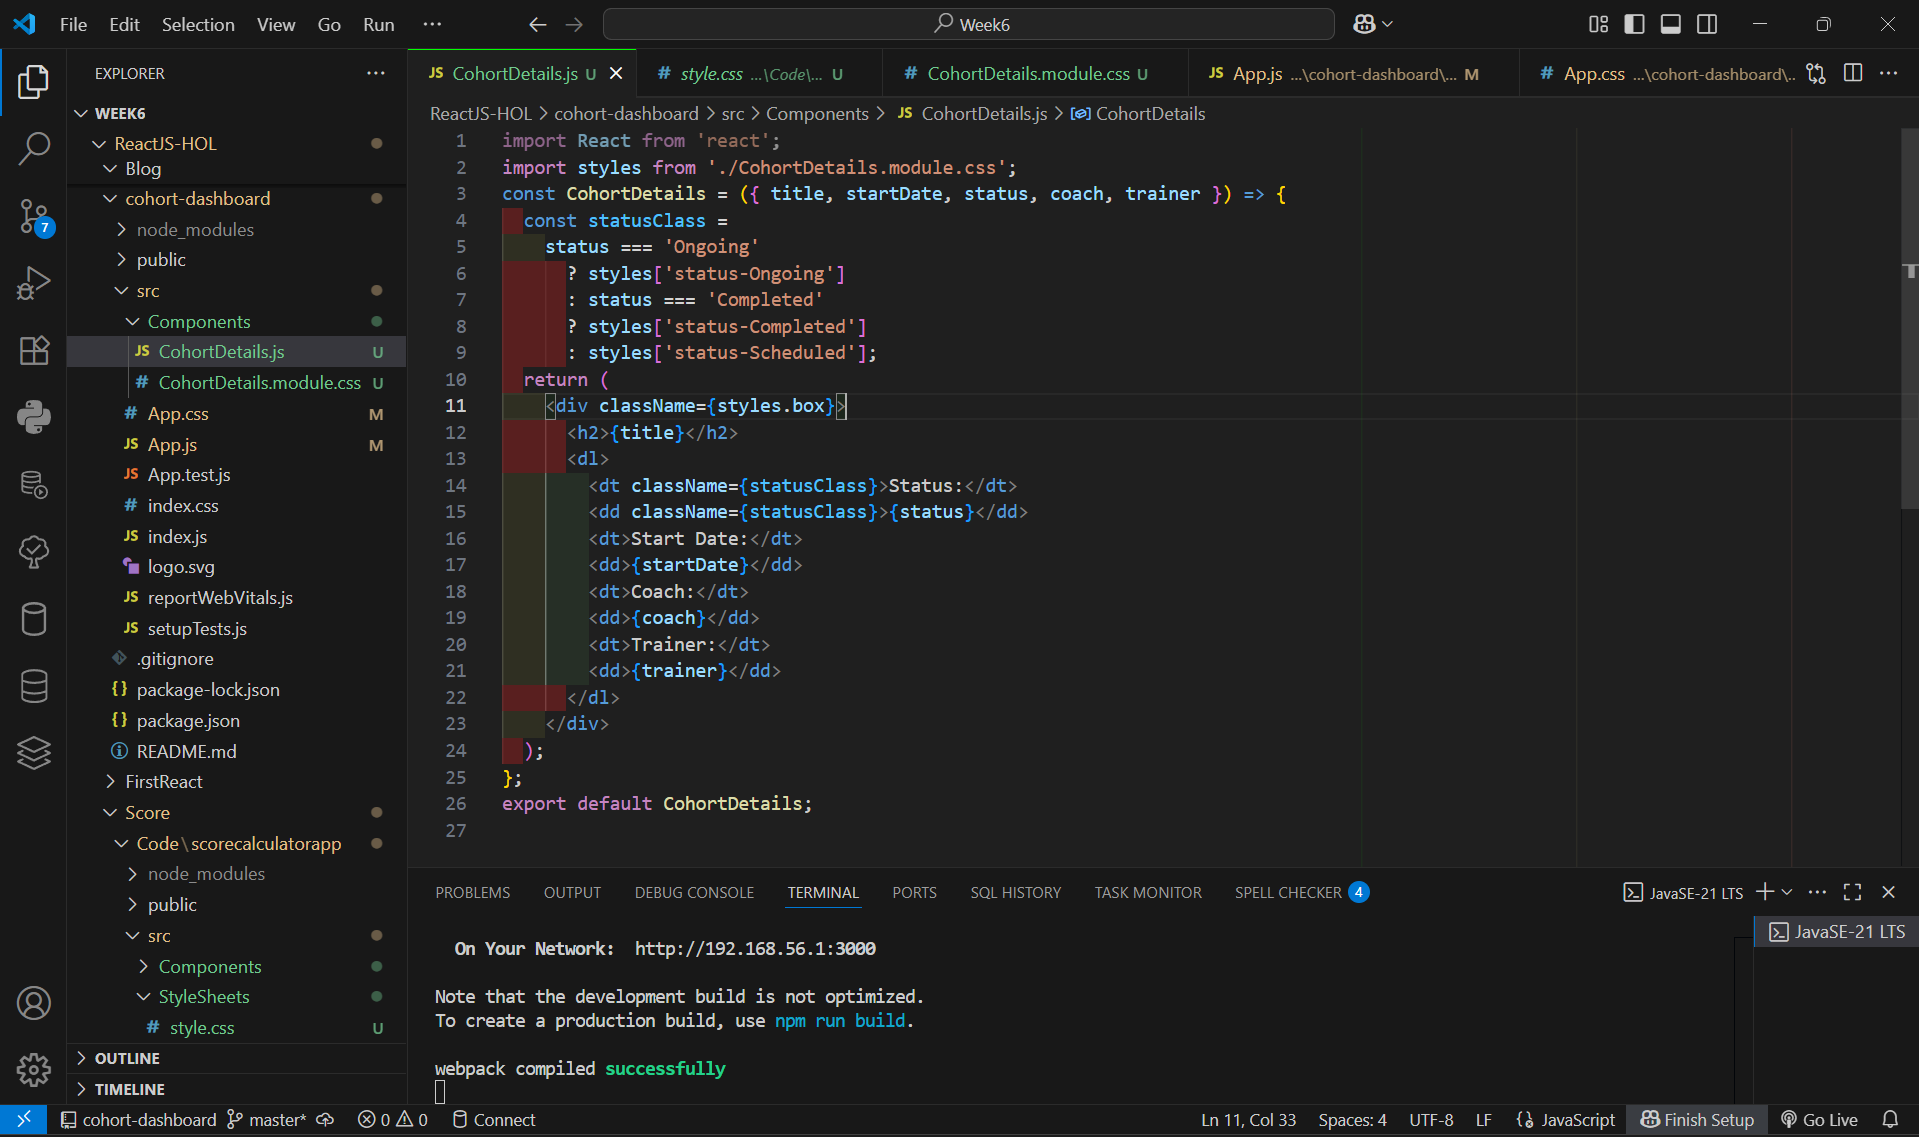 File Edit Selection View Go Run ··· Week6
EXPLORER ···
WEEK6
ReactJS-HOL
Blog
cohort-dashboard
node_modules
public
src
Components
CohortDetails.js U
CohortDetails.module.css U
App.css M
App.js M
App.test.js
index.css
index.js
logo.svg
reportWebVitals.js
setupTests.js
.gitignore
package-lock.json
package.json
README.md
FirstReact
Score
Code\scorecalculatorapp
node_modules
public
src
Components
StyleSheets
style.css U
OUTLINE
TIMELINE
7
JS CohortDetails.js U # style.css ...\Code\... U # CohortDetails.module.css U JS App.js ...\cohort-dashboard\... M # App.css ...\cohort-dashboard\..
ReactJS-HOL > cohort-dashboard > src > Components > JS CohortDetails.js > CohortDetails
1 import React from 'react';
2 import styles from './CohortDetails.module.css';
3 const CohortDetails = ({ title, startDate, status, coach, trainer }) => {
4 const statusClass =
5 status === 'Ongoing'
6 ? styles['status-Ongoing']
7 : status === 'Completed'
8 ? styles['status-Completed']
9 : styles['status-Scheduled'];
10 return (
11 <div className={styles.box}>
12 <h2>{title}</h2>
13 <dl>
14 <dt className={statusClass}>Status:</dt>
15 <dd className={statusClass}>{status}</dd>
16 <dt>Start Date:</dt>
17 <dd>{startDate}</dd>
18 <dt>Coach:</dt>
19 <dd>{coach}</dd>
20 <dt>Trainer:</dt>
21 <dd>{trainer}</dd>
22 </dl>
23 </div>
24 );
25 };
26 export default CohortDetails;
27
PROBLEMS OUTPUT DEBUG CONSOLE TERMINAL PORTS SQL HISTORY TASK MONITOR SPELL CHECKER 4 JavaSE-21 LTS
JavaSE-21 LTS
On Your Network: http://192.168.56.1:3000
Note that the development build is not optimized.
To create a production build, use npm run build.
webpack compiled successfully
cohort-dashboard master* 0 0 Connect Ln 11, Col 33 Spaces: 4 UTF-8 LF JavaScript Finish Setup Go Live